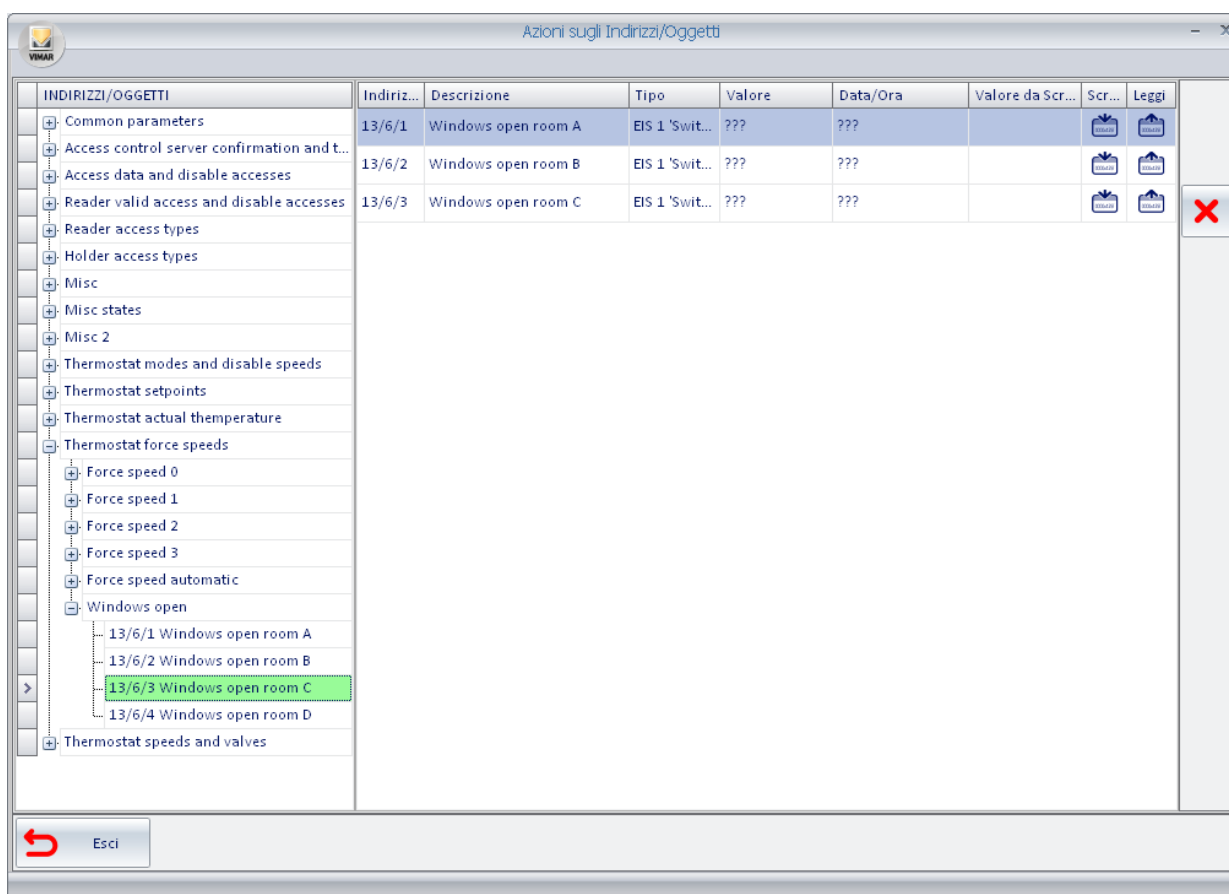 Azioni sugli Indirizzi/Oggetti
VIMAR
INDIRIZZI/OGGETTI
Common parameters
Access control server confirmation and t...
Access data and disable accesses
Reader valid access and disable accesses
Reader access types
Holder access types
Misc
Misc states
Misc 2
Thermostat modes and disable speeds
Thermostat setpoints
Thermostat actual themperature
Thermostat force speeds
Force speed 0
Force speed 1
Force speed 2
Force speed 3
Force speed automatic
Windows open
13/6/1 Windows open room A
13/6/2 Windows open room B
13/6/3 Windows open room C
13/6/4 Windows open room D
Thermostat speeds and valves
Indiriz... Descrizione Tipo Valore Data/Ora Valore da Scr... Scr... Leggi
13/6/1 Windows open room A EIS 1 'Swit... ??? ???
13/6/2 Windows open room B EIS 1 'Swit... ??? ???
13/6/3 Windows open room C EIS 1 'Swit... ??? ???
Esci